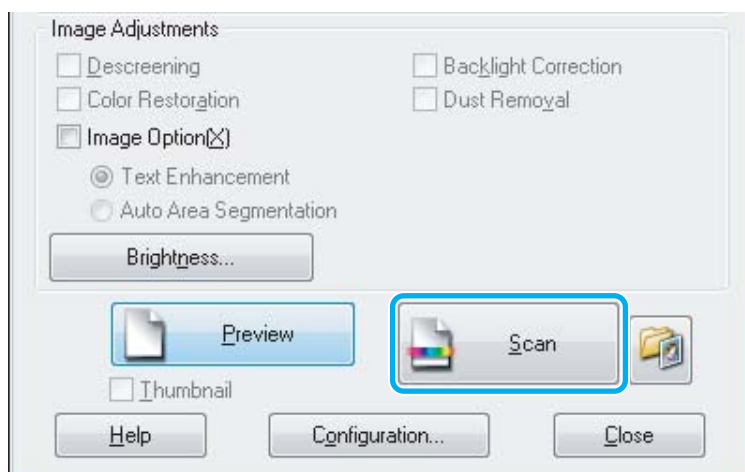 Image Adjustments
Descreening
Backlight Correction
Color Restoration
Dust Removal
Image Option(X)
Text Enhancement
Auto Area Segmentation
Brightness...
Preview
Scan
Thumbnail
Help
Configuration...
Close